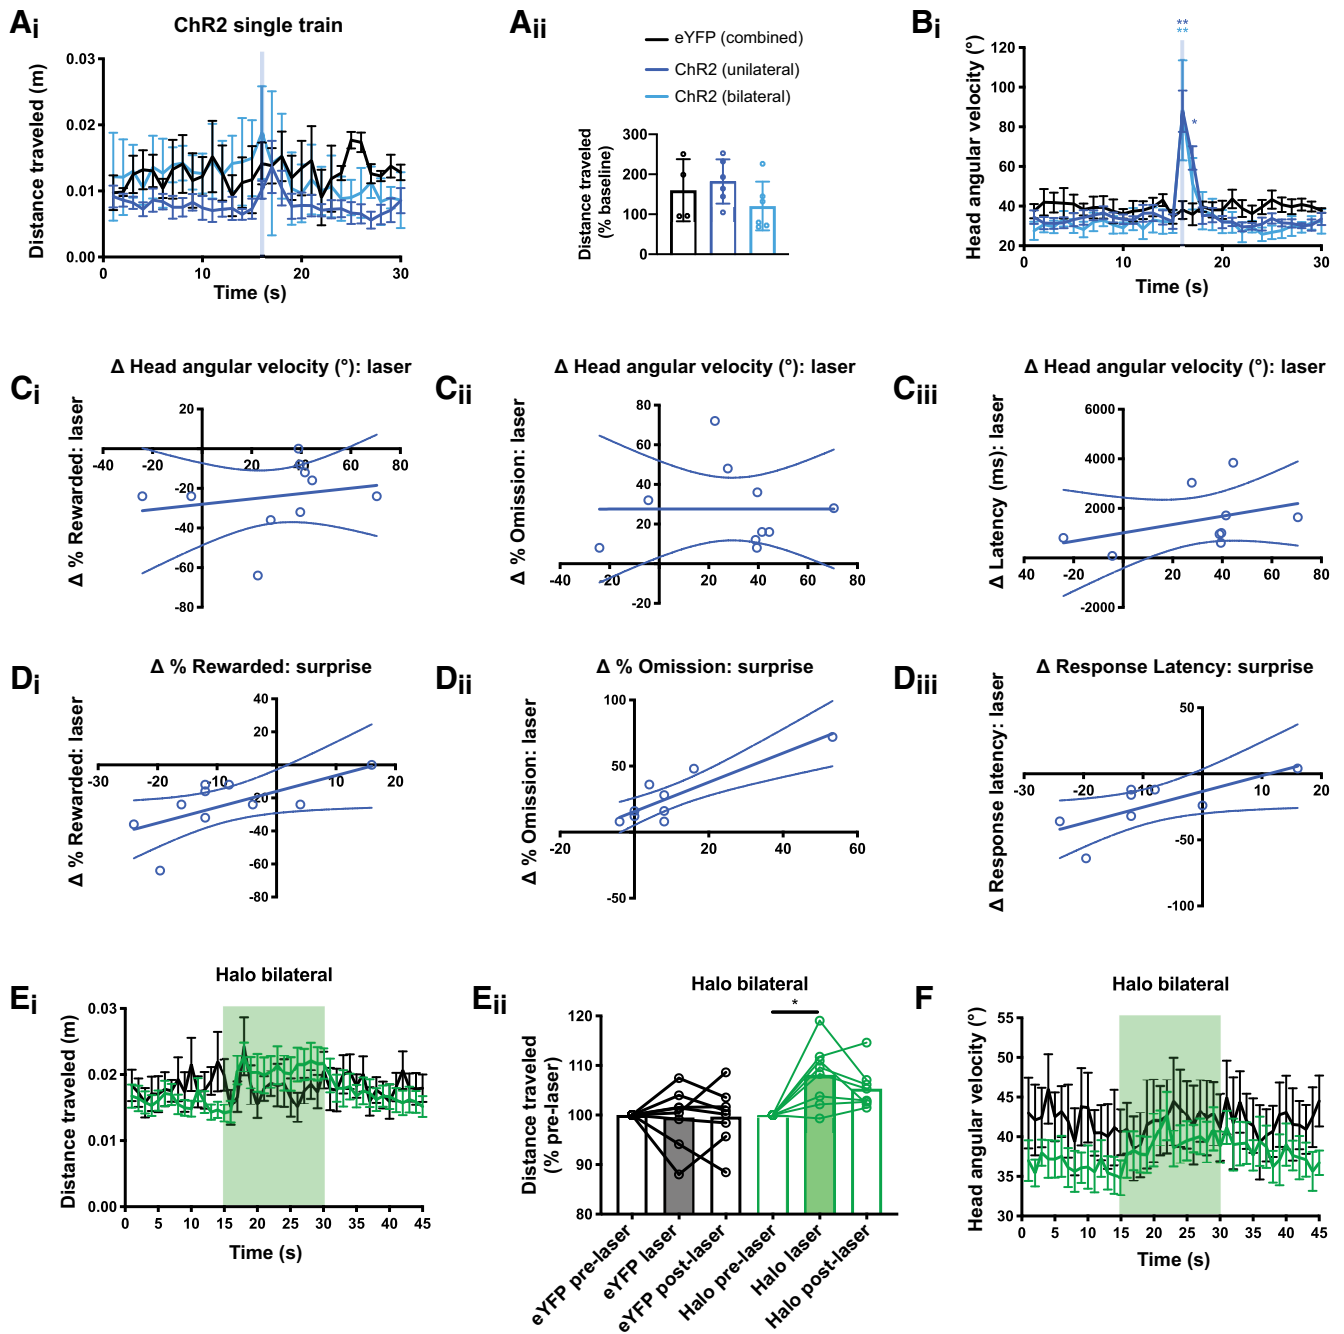 Ai
ChR2 single train
Distance traveled (m)
0.03
0.02
0.01
0.00
0 10 20 30
Time (s)
Aii
eYFP (combined)
ChR2 (unilateral)
ChR2 (bilateral)
Distance traveled
(% baseline)
300
200
100
0
Bi
**
**
*
Head angular velocity (°)
120
100
80
60
40
20
0 10 20 30
Time (s)
Ci
Δ Head angular velocity (°): laser
Δ % Rewarded: laser
20
-40 -20 20 40 60 80
-20
-40
-60
-80
Cii
Δ Head angular velocity (°): laser
Δ % Omission: laser
80
60
40
20
-40 -20 20 40 60 80
-20
Ciii
Δ Head angular velocity (°): laser
Δ Latency (ms): laser
6000
4000
2000
40 -20 20 40 60 80
-2000
Di
Δ % Rewarded: surprise
Δ % Rewarded: laser
40
20
-30 -20 -10 10 20
-20
-40
-60
-80
Dii
Δ % Omission: surprise
Δ % Omission: laser
100
50
-20 20 40 60
-50
Diii
Δ Response Latency: surprise
Δ Response latency: laser
50
-30 -20 -10 10 20
-50
-100
Ei
Halo bilateral
Distance traveled (m)
0.03
0.02
0.01
0.00
0 5 10 15 20 25 30 35 40 45
Time (s)
Eii
Halo bilateral
*
Distance traveled
(% pre-laser)
120
110
100
90
80
eYFP pre-laser
eYFP laser
eYFP post-laser
Halo pre-laser
Halo laser
Halo post-laser
F
Halo bilateral
Head angular velocity (°)
55
50
45
40
35
30
0 5 10 15 20 25 30 35 40 45
Time (s)